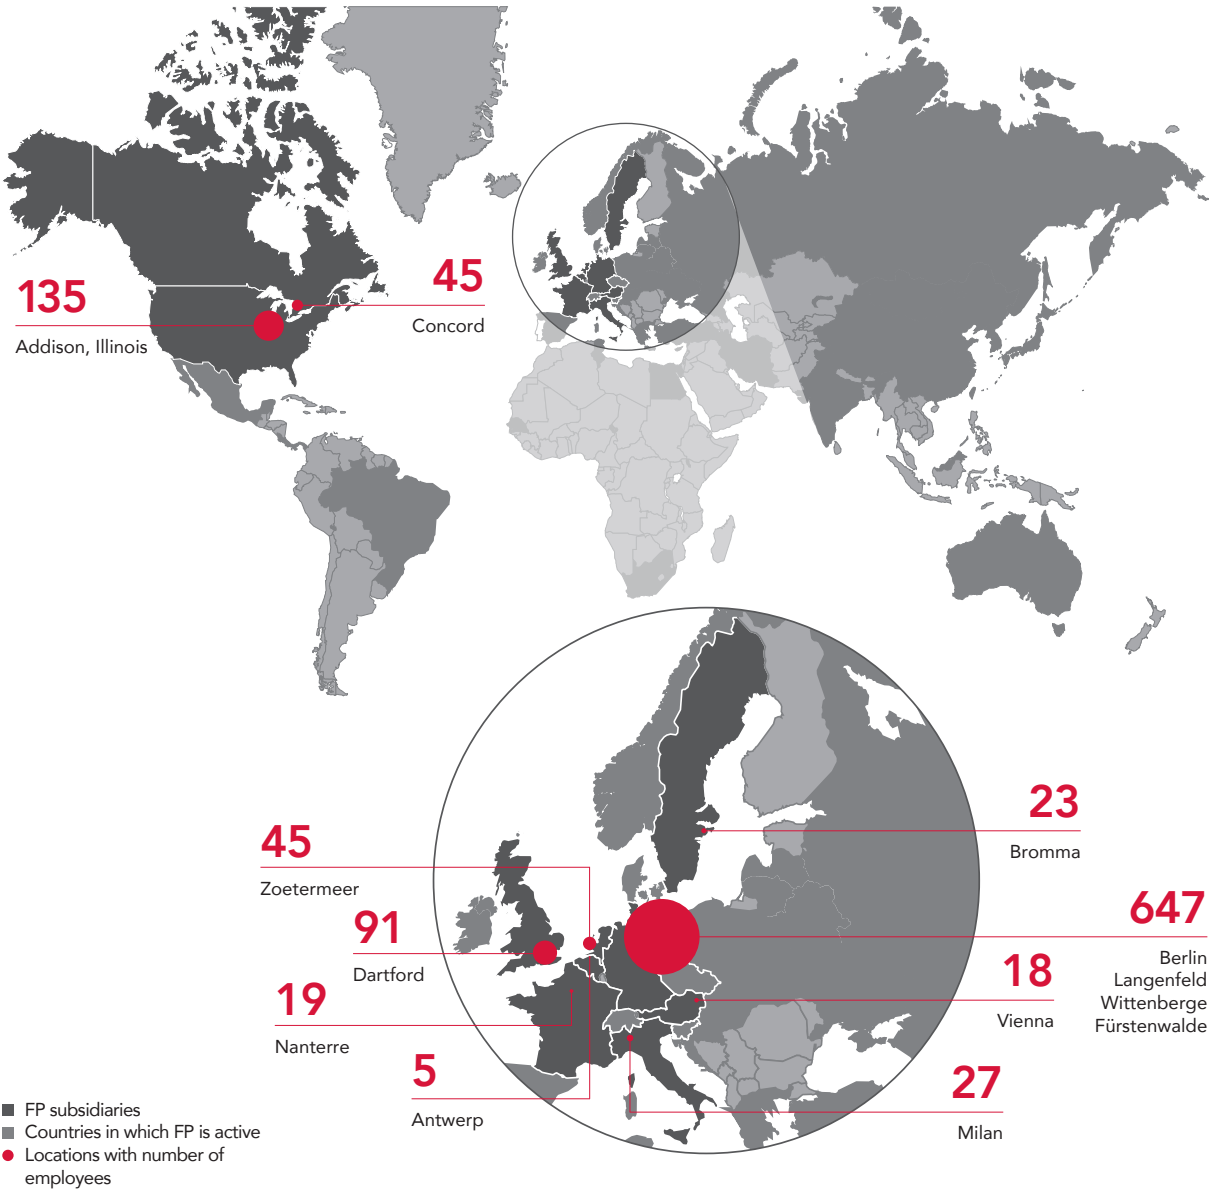 135
Addison, Illinois
45
Concord
23
Bromma
45
Zoetermeer
647
Berlin
Langenfeld
Wittenberge
Fürstenwalde
91
Dartford
18
Vienna
19
Nanterre
5
Antwerp
27
Milan
FP subsidiaries
Countries in which FP is active
Locations with number of
employees